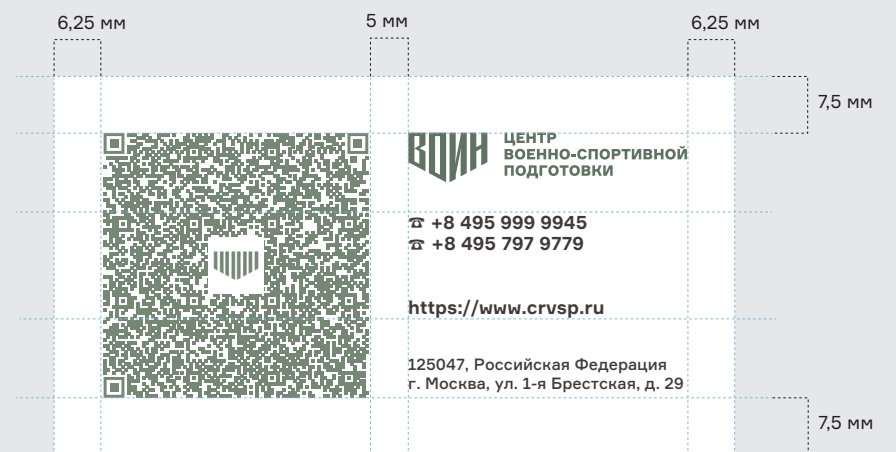 6,25 мм
5 мм
6,25 мм
7,5 мм
ВОИН
ЦЕНТР
ВОЕННО-СПОРТИВНОЙ
ПОДГОТОВКИ
☎ +8 495 999 9945
☎ +8 495 797 9779
https://www.crvsp.ru
125047, Российская Федерация
г. Москва, ул. 1-я Брестская, д. 29
7,5 мм